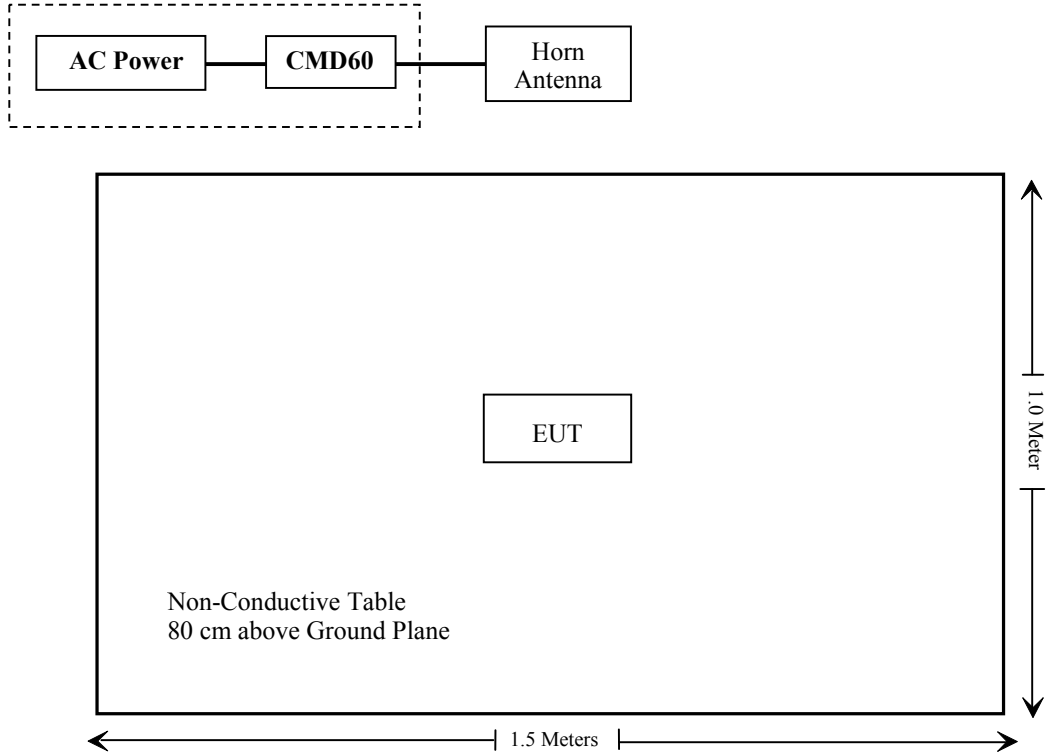 AC Power
CMD60
Horn
Antenna
EUT
1.0 Meter
Non-Conductive Table
80 cm above Ground Plane
1.5 Meters